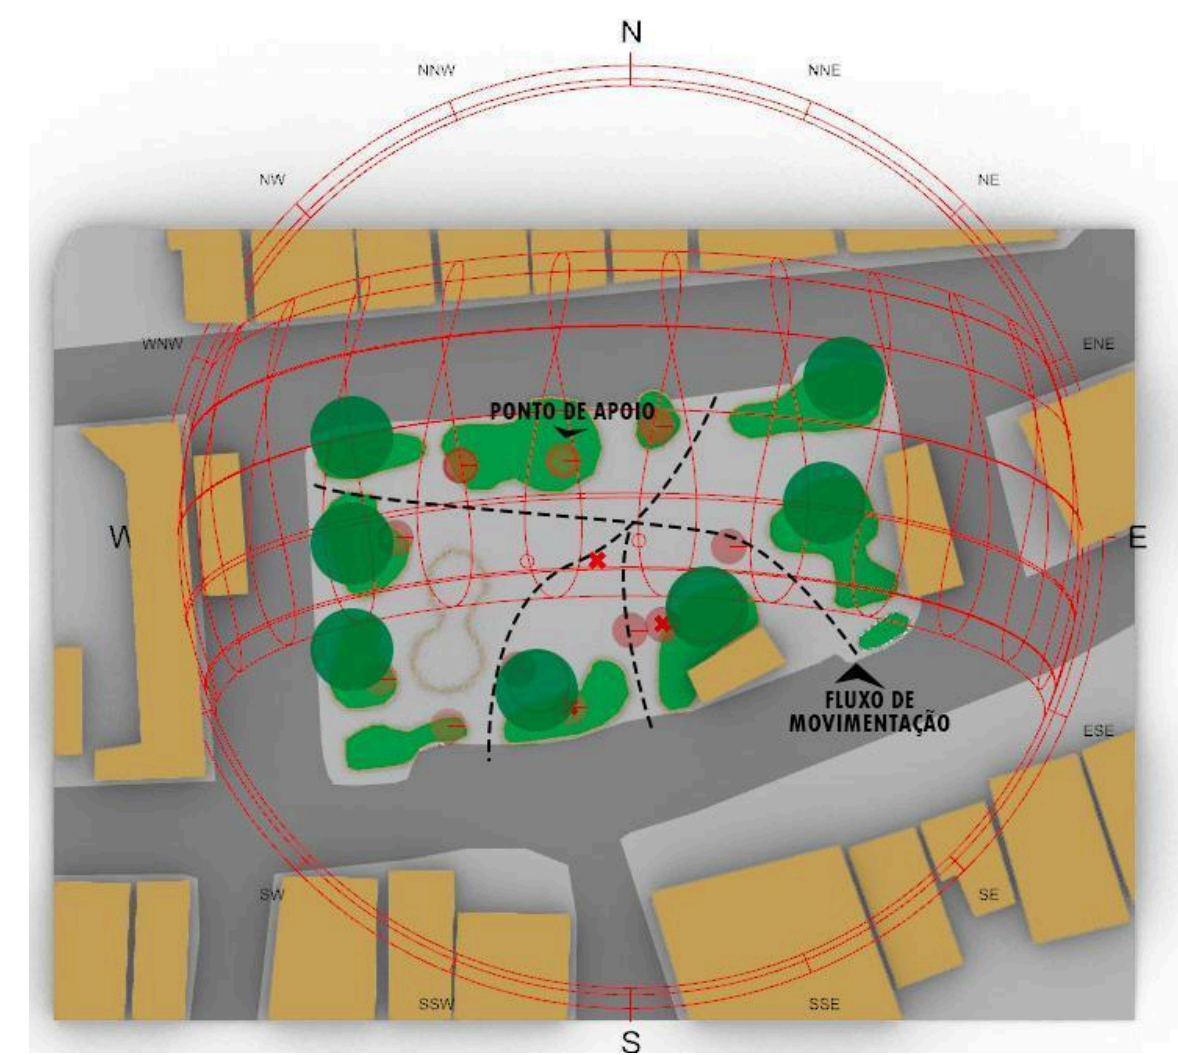 N
NNW
NNE
NW
NE
WNW
ENE
PONTO DE APOIO
W
E
FLUXO DE
MOVIMENTAÇÃO
ESE
SW
SE
SSW
SSE
S